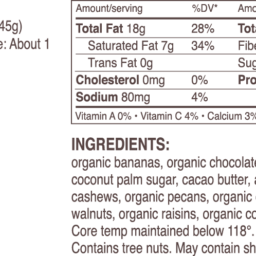 45g)
: About 1
Amount/serving %DV* Amo
Total Fat 18g 28% Tot
Saturated Fat 7g 34% Fibe
Trans Fat 0g Sug
Cholesterol 0mg 0% Pro
Sodium 80mg 4%
Vitamin A 0% • Vitamin C 4% • Calcium 3%
INGREDIENTS:
organic bananas, organic chocolat
coconut palm sugar, cacao butter,
cashews, organic pecans, organic
walnuts, organic raisins, organic co
Core temp maintained below 118°.
Contains tree nuts. May contain sh